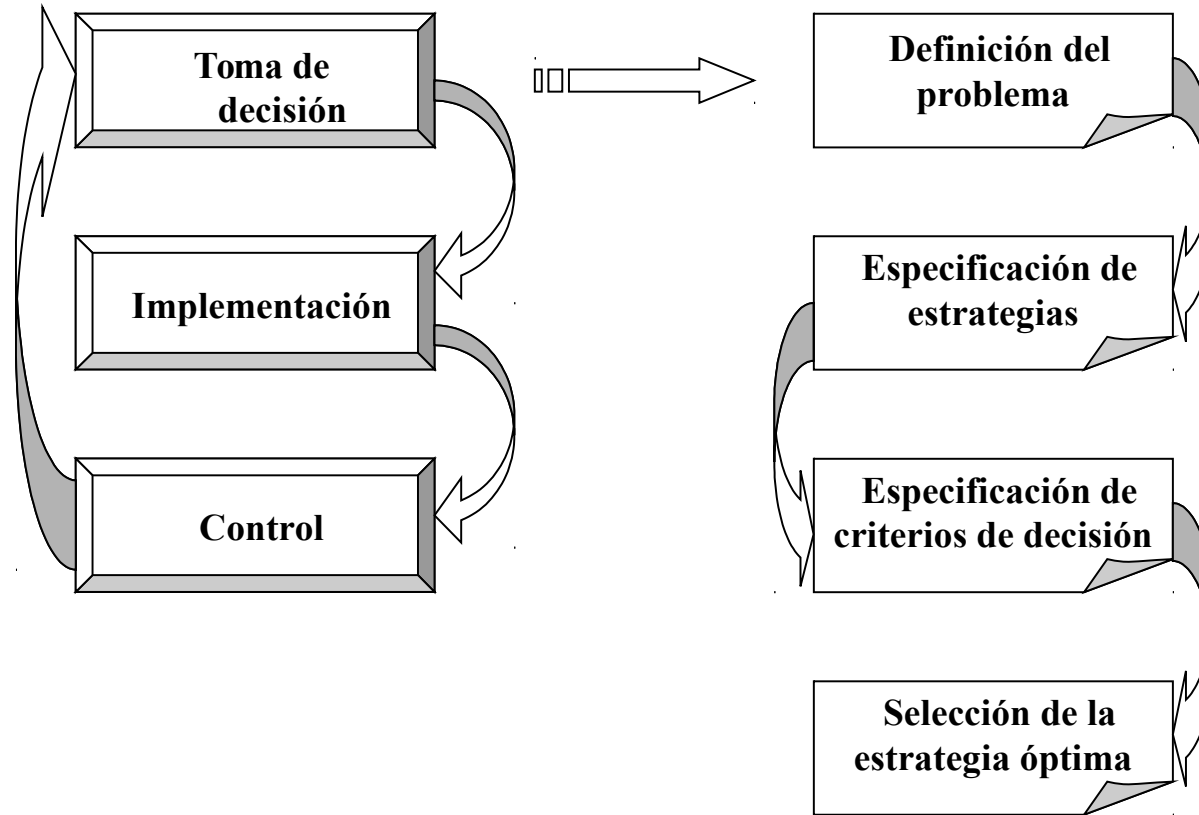 Toma de
decisión
Implementación
Control
Definición del
problema
Especificación de
estrategias
Especificación de
criterios de decisión
Selección de la
estrategia óptima